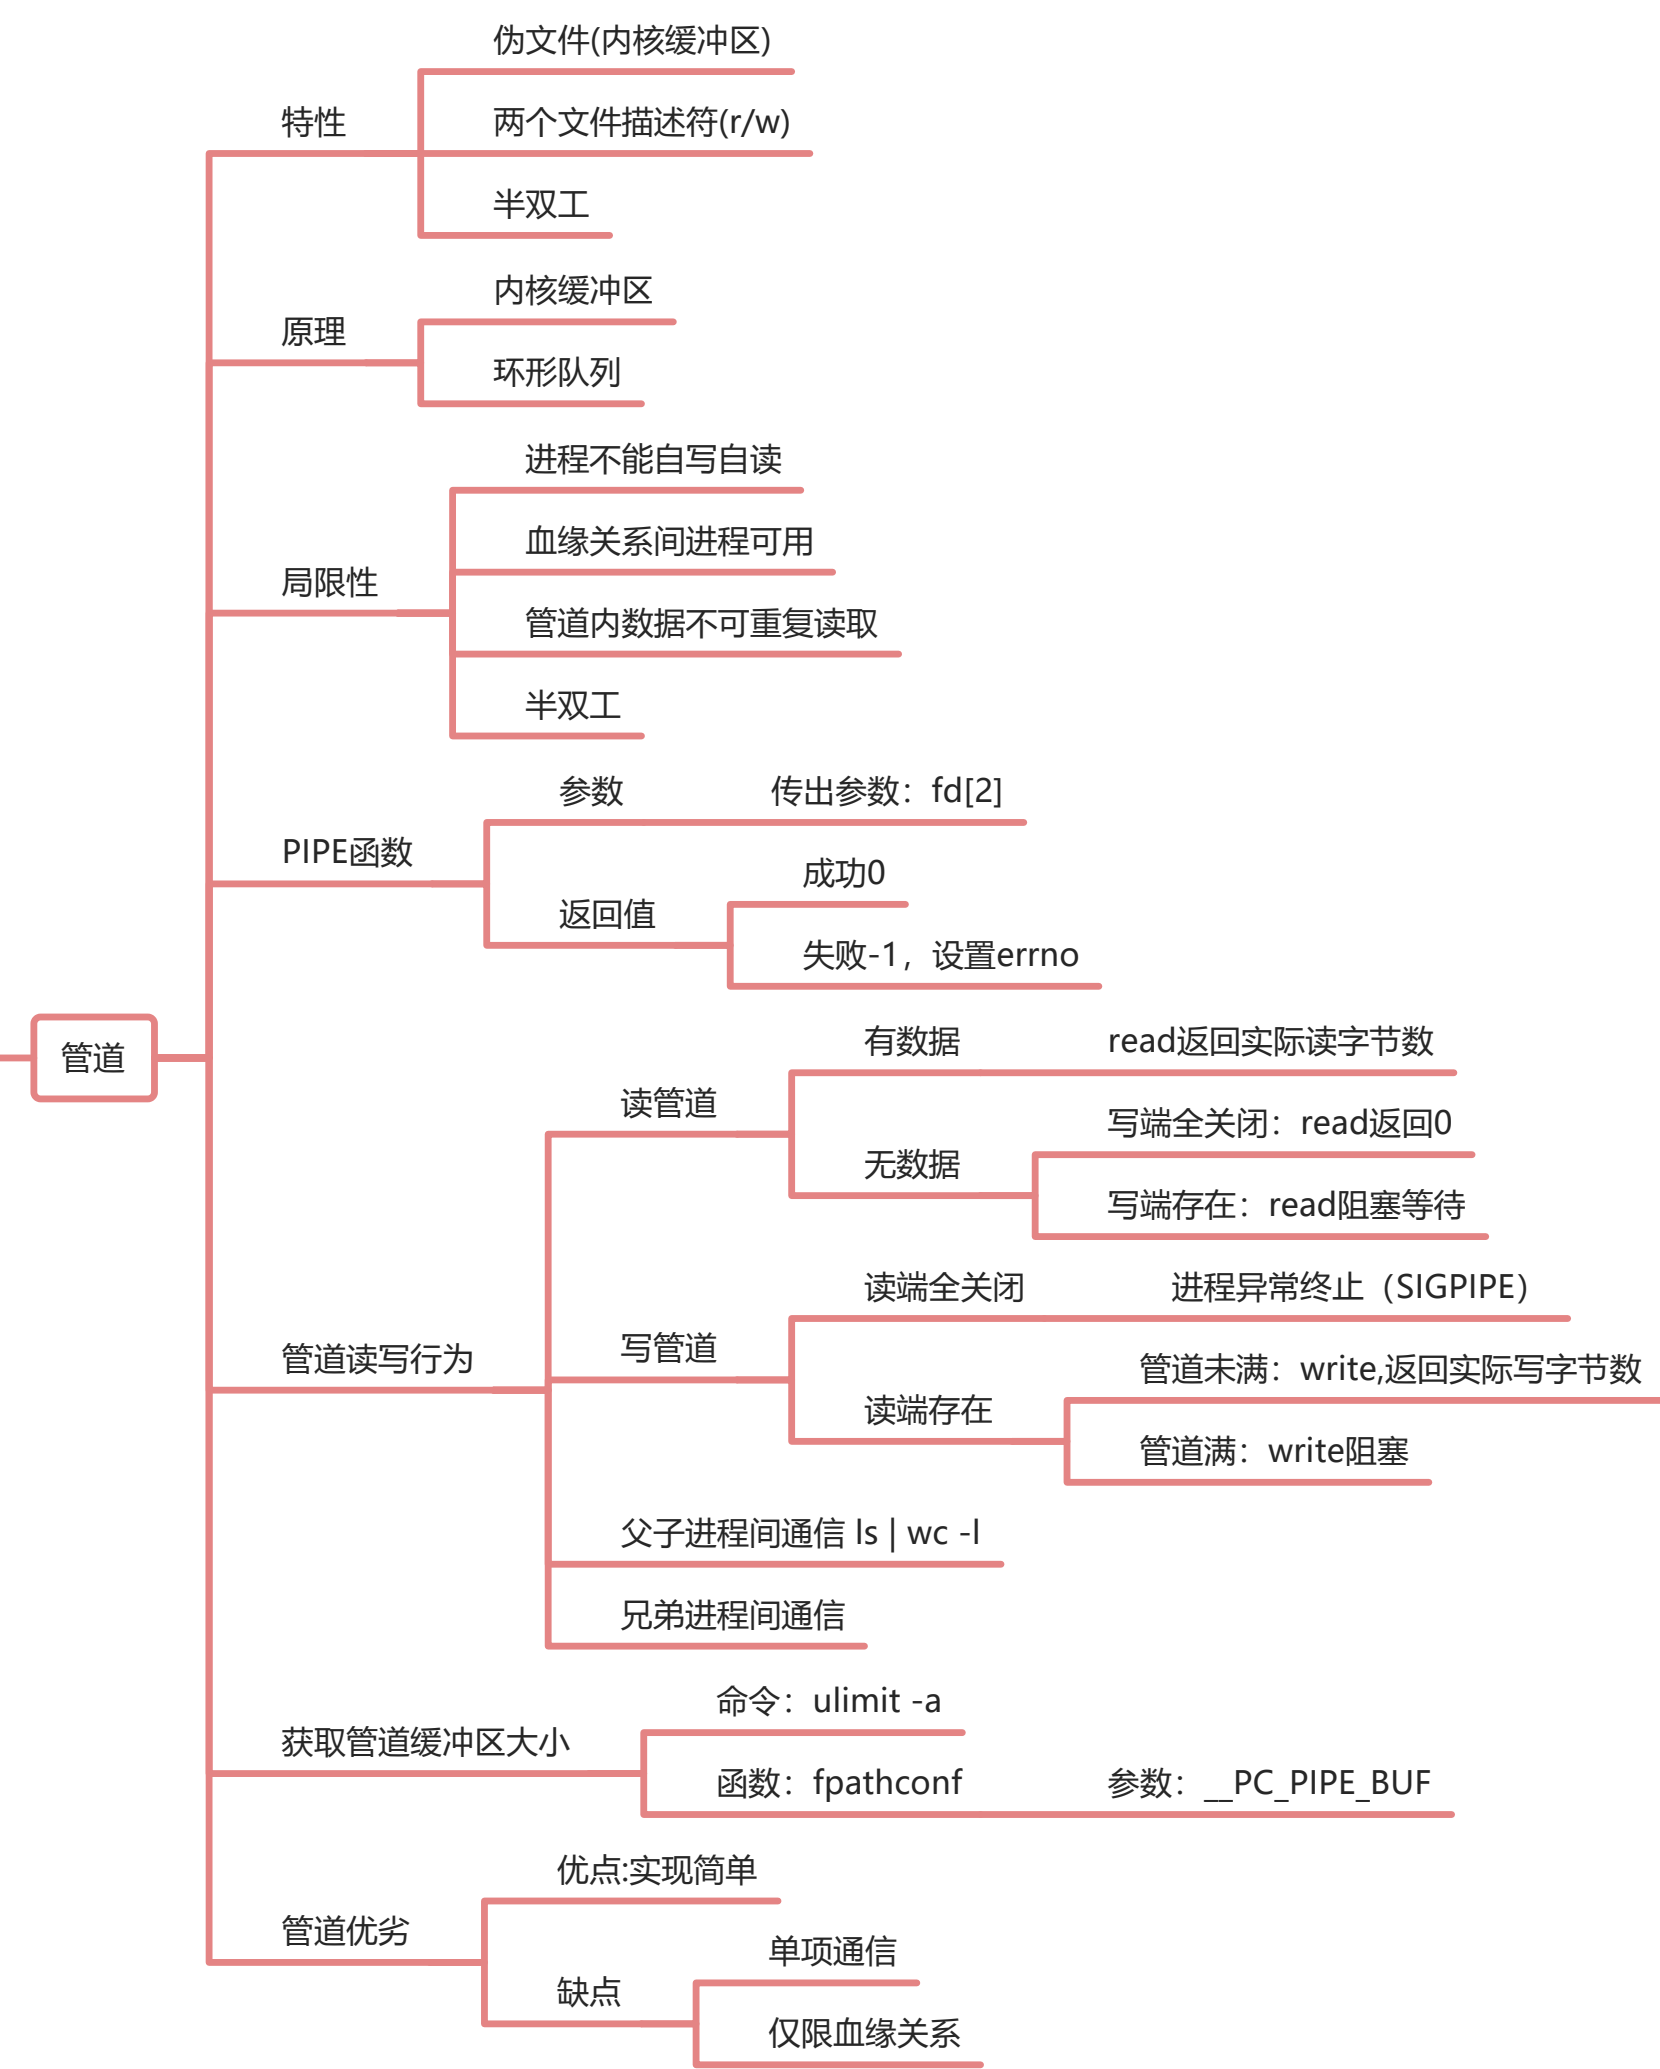 伪文件(内核缓冲区)
特性
两个文件描述符(r/w)
半双工
内核缓冲区
原理
环形队列
进程不能自写自读
血缘关系间进程可用
局限性
管道内数据不可重复读取
半双工
参数 传出参数：fd[2]
PIPE函数
成功0
返回值
失败-1，设置errno
管道
有数据 read返回实际读字节数
读管道
写端全关闭：read返回0
无数据
写端存在：read阻塞等待
读端全关闭 进程异常终止（SIGPIPE）
写管道
管道读写行为
管道未满：write,返回实际写字节数
读端存在
管道满：write阻塞
父子进程间通信 ls | wc -l
兄弟进程间通信
命令：ulimit -a
获取管道缓冲区大小
函数：fpathconf 参数：__PC_PIPE_BUF
优点:实现简单
管道优劣
单项通信
缺点
仅限血缘关系